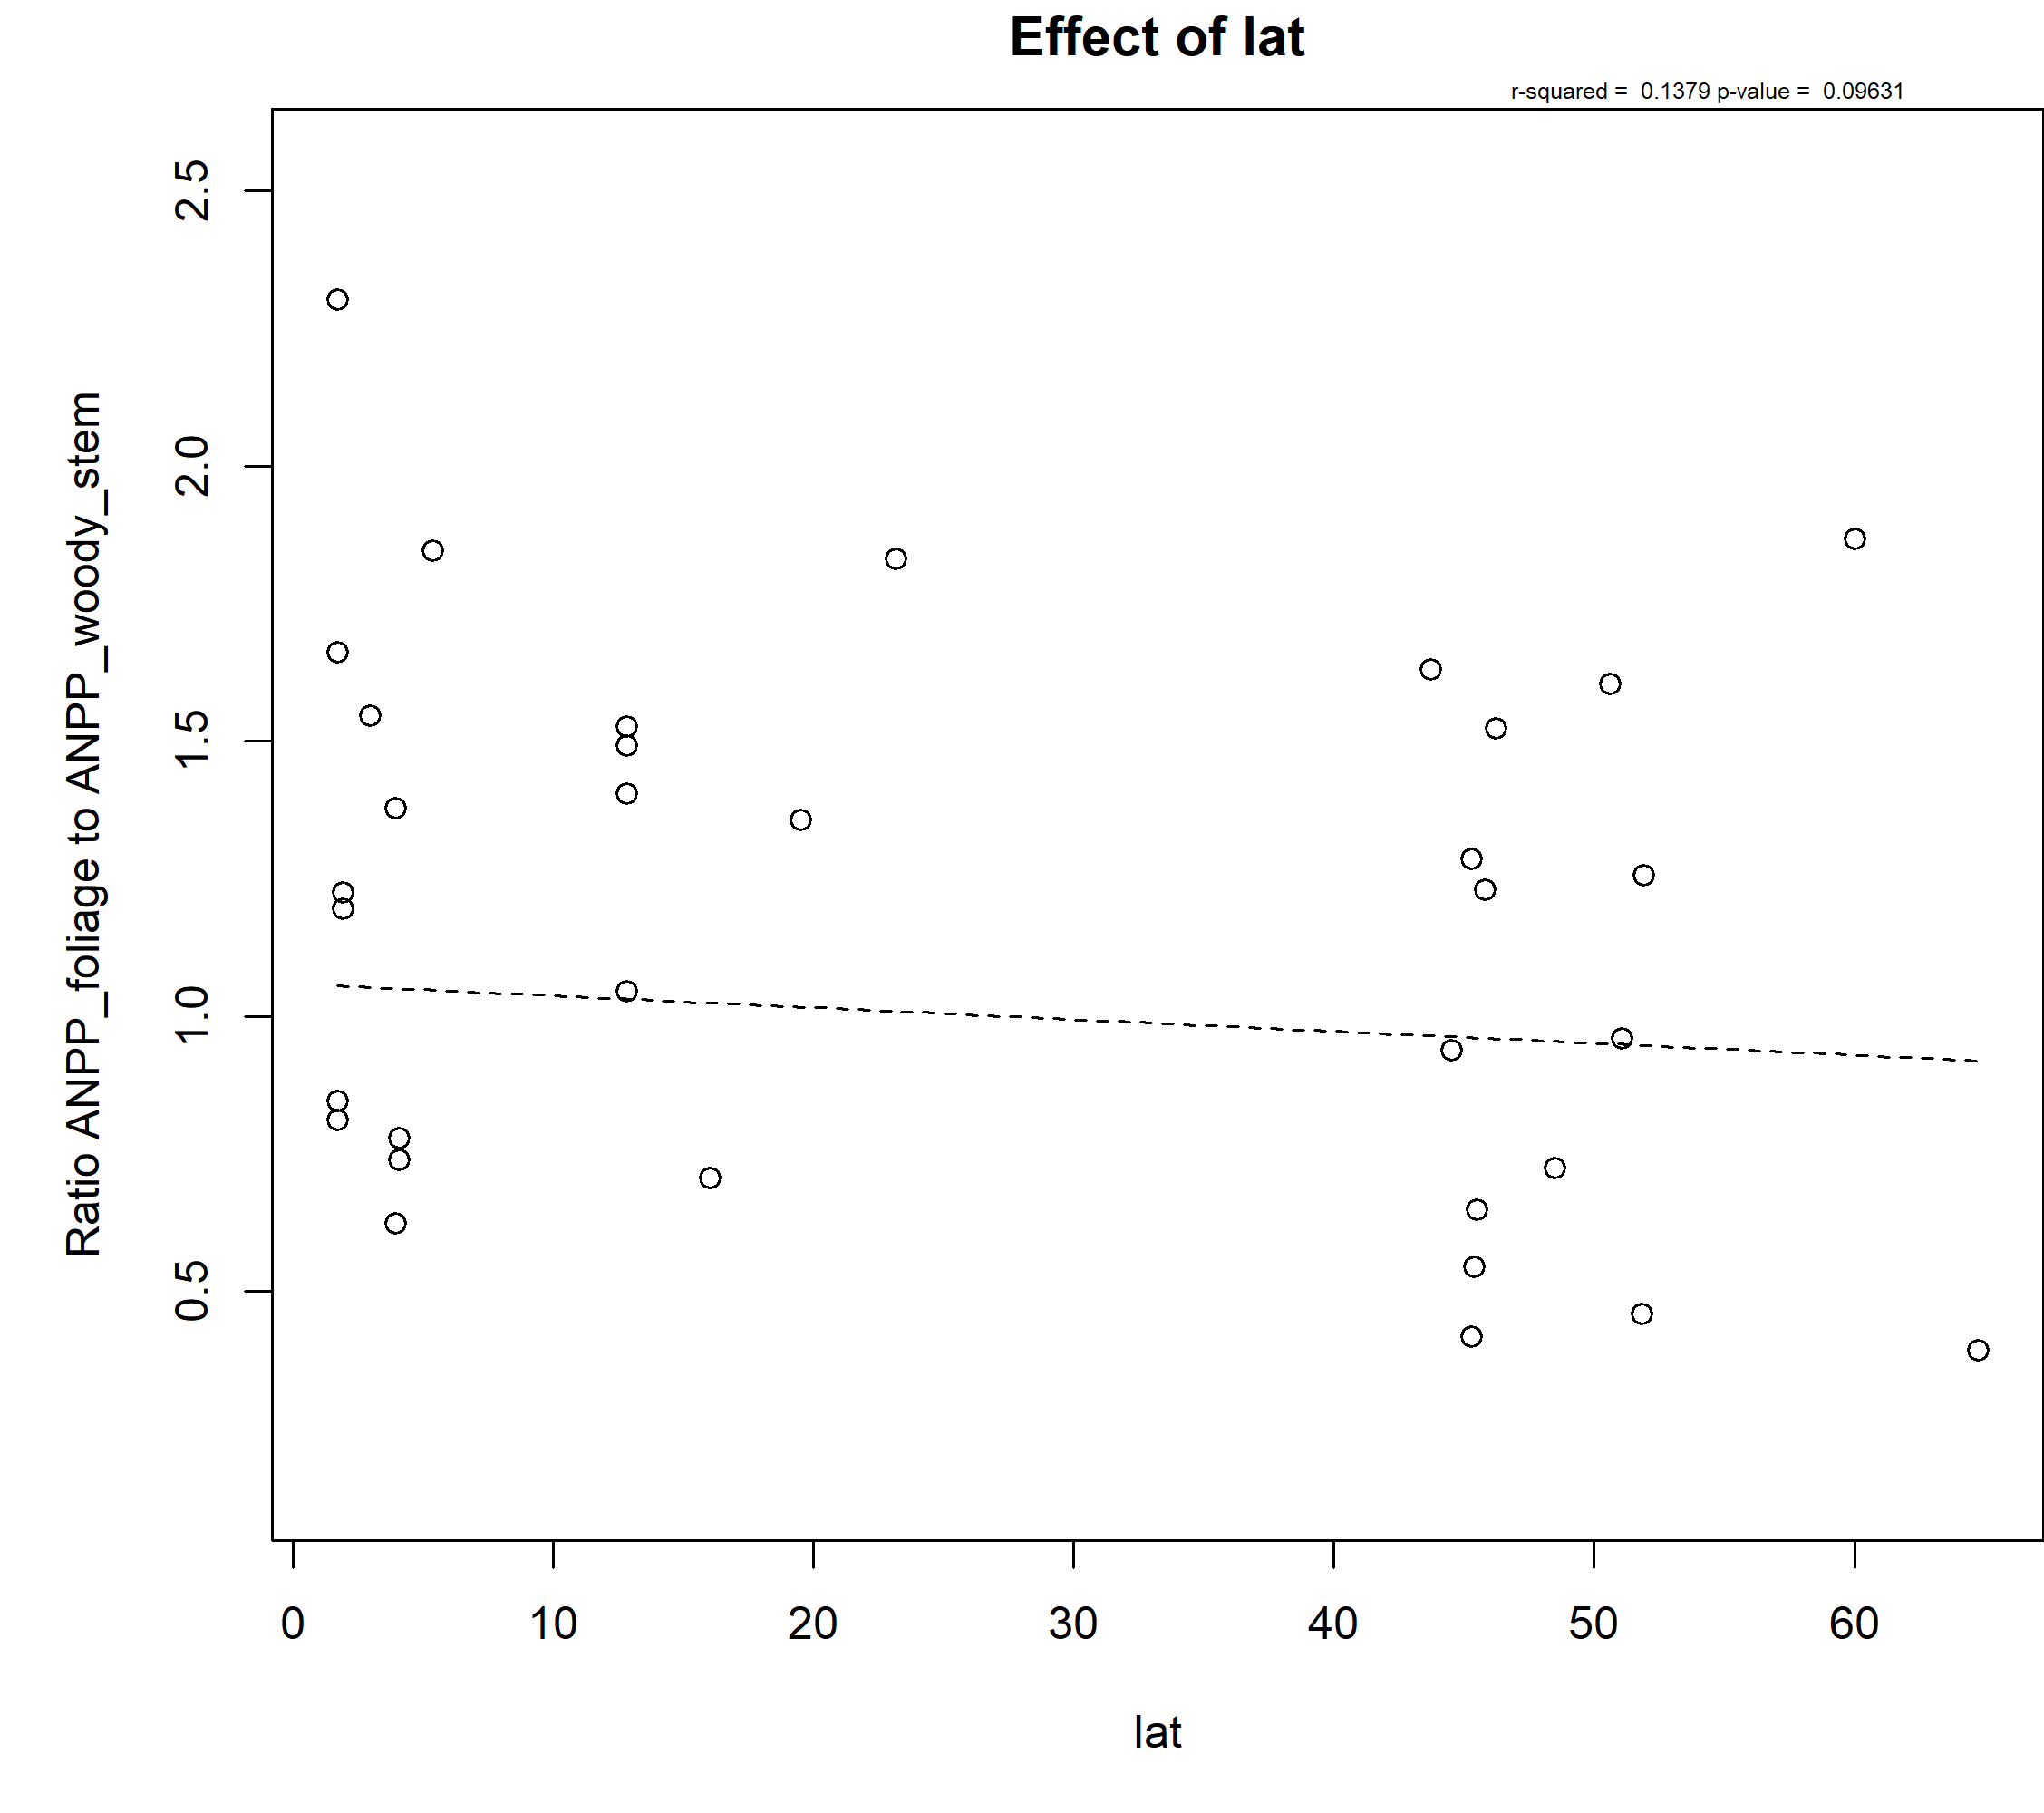 Effect of lat
r-squared =  0.1379 p-value =  0.09631
Ratio ANPP_foliage to ANPP_woody_stem
2.5
2.0
1.5
1.0
0.5
0 10 20 30 40 50 60
lat